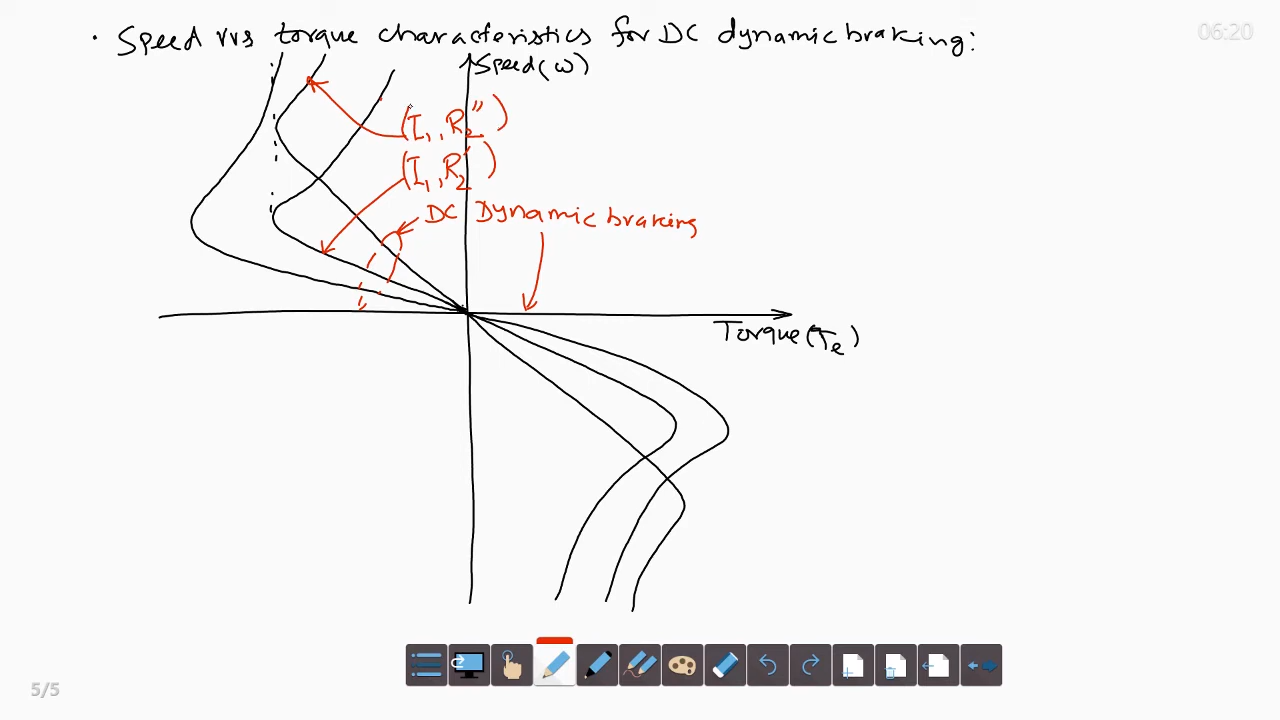 06:20
· Speed vvs torque characteristics for DC dynamic braking:
Speed(ω)
(I₁, R₂'')
(I₁, R₂')
DC Dynamic braking
Torque(Tₑ)
5/5